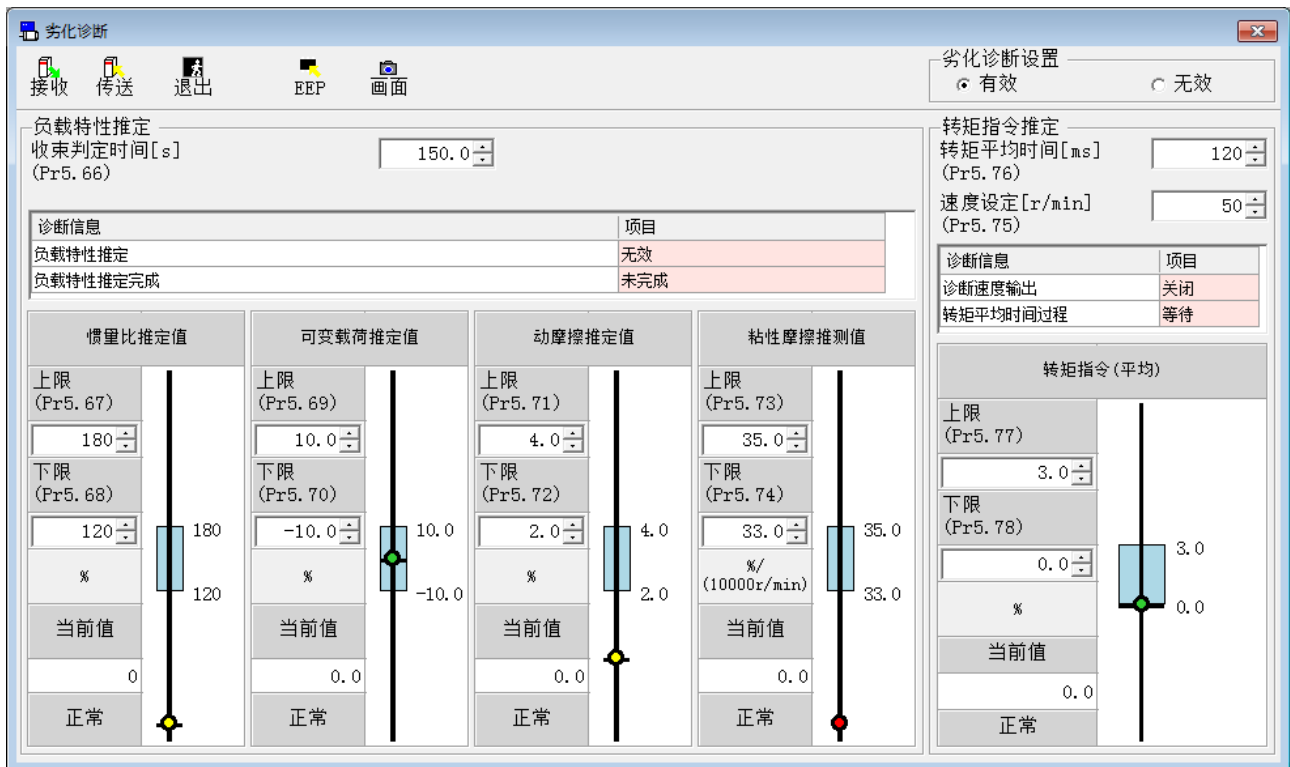 劣化诊断
接收 传送 退出 EEP 画面
劣化诊断设置
有效 无效
负载特性推定
收束判定时间[s]
(Pr5.66)
150.0
诊断信息 项目
负载特性推定 无效
负载特性推定完成 未完成
惯量比推定值
上限
(Pr5.67)
180
下限
(Pr5.68)
120
%
当前值
0
正常
180
120
可变载荷推定值
上限
(Pr5.69)
10.0
下限
(Pr5.70)
-10.0
%
当前值
0.0
正常
10.0
-10.0
动摩擦推定值
上限
(Pr5.71)
4.0
下限
(Pr5.72)
2.0
%
当前值
0.0
正常
4.0
2.0
粘性摩擦推测值
上限
(Pr5.73)
35.0
下限
(Pr5.74)
33.0
%/
(10000r/min)
当前值
0.0
正常
35.0
33.0
转矩指令推定
转矩平均时间[ms]
(Pr5.76)
120
速度设定[r/min]
(Pr5.75)
50
诊断信息 项目
诊断速度输出 关闭
转矩平均时间过程 等待
转矩指令(平均)
上限
(Pr5.77)
3.0
下限
(Pr5.78)
0.0
%
当前值
0.0
正常
3.0
0.0